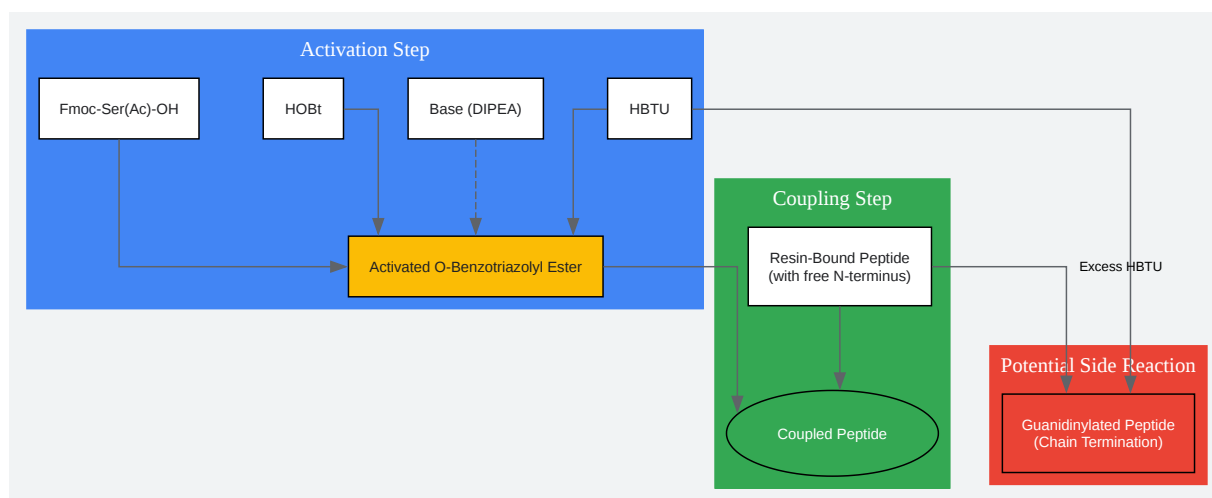 Activation Step
Fmoc-Ser(Ac)-OH
HOBt
Base (DIPEA)
HBTU
Activated O-Benzotriazolyl Ester
Coupling Step
Resin-Bound Peptide
(with free N-terminus)
Coupled Peptide
Excess HBTU
Potential Side Reaction
Guanidinylated Peptide
(Chain Termination)